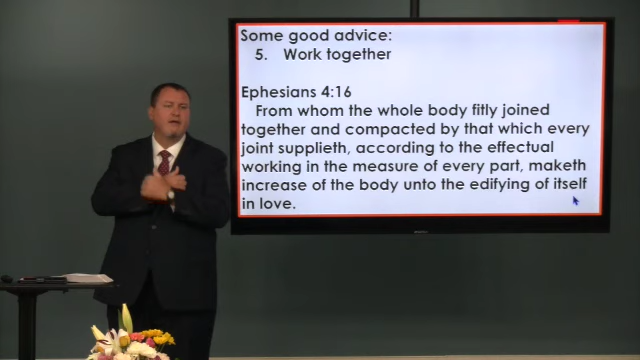 Some good advice:
5. Work together
Ephesians 4:16
From whom the whole body fitly joined
together and compacted by that which every
joint supplieth, according to the effectual
working in the measure of every part, maketh
increase of the body unto the edifying of itself
in love.